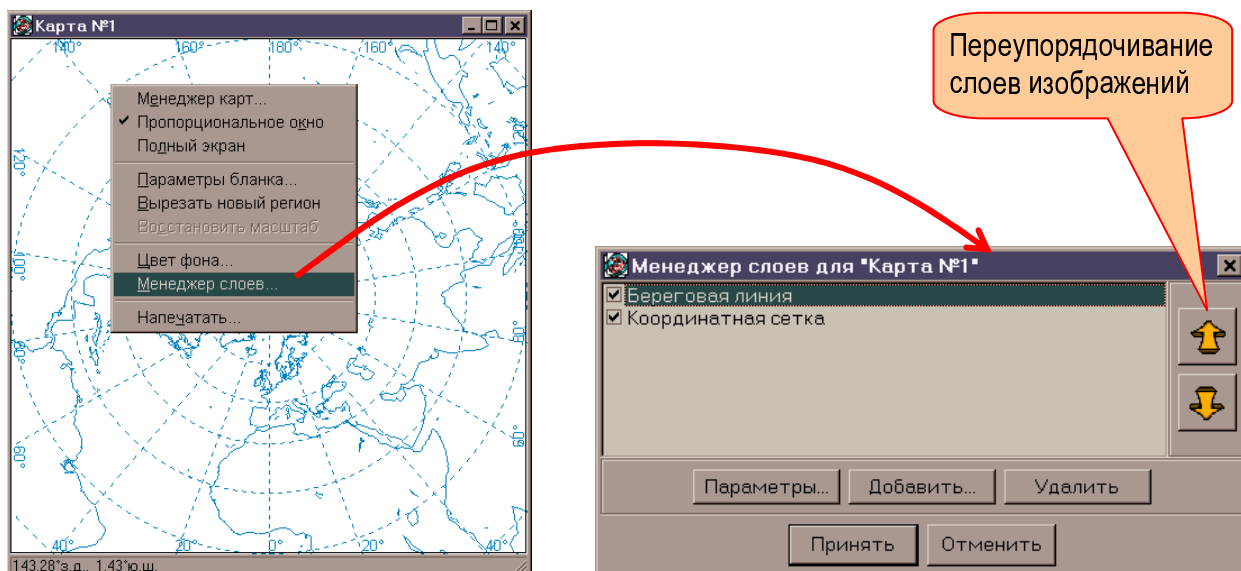 Карта №1
140° 160° 180° 160° 140°
Менеджер карт...
Пропорциональное окно
Полный экран
Параметры бланка...
Вырезать новый регион
Восстановить масштаб
Цвет фона...
Менеджер слоев...
Напечатать...
120°
100°
80°
60°
40° 20° 0° 20° 40°
143.28°з.д., 1.43°ю.ш.
Переупорядочивание
слоев изображений
Менеджер слоев для "Карта №1"
Береговая линия
Координатная сетка
Параметры... Добавить... Удалить
Принять Отменить